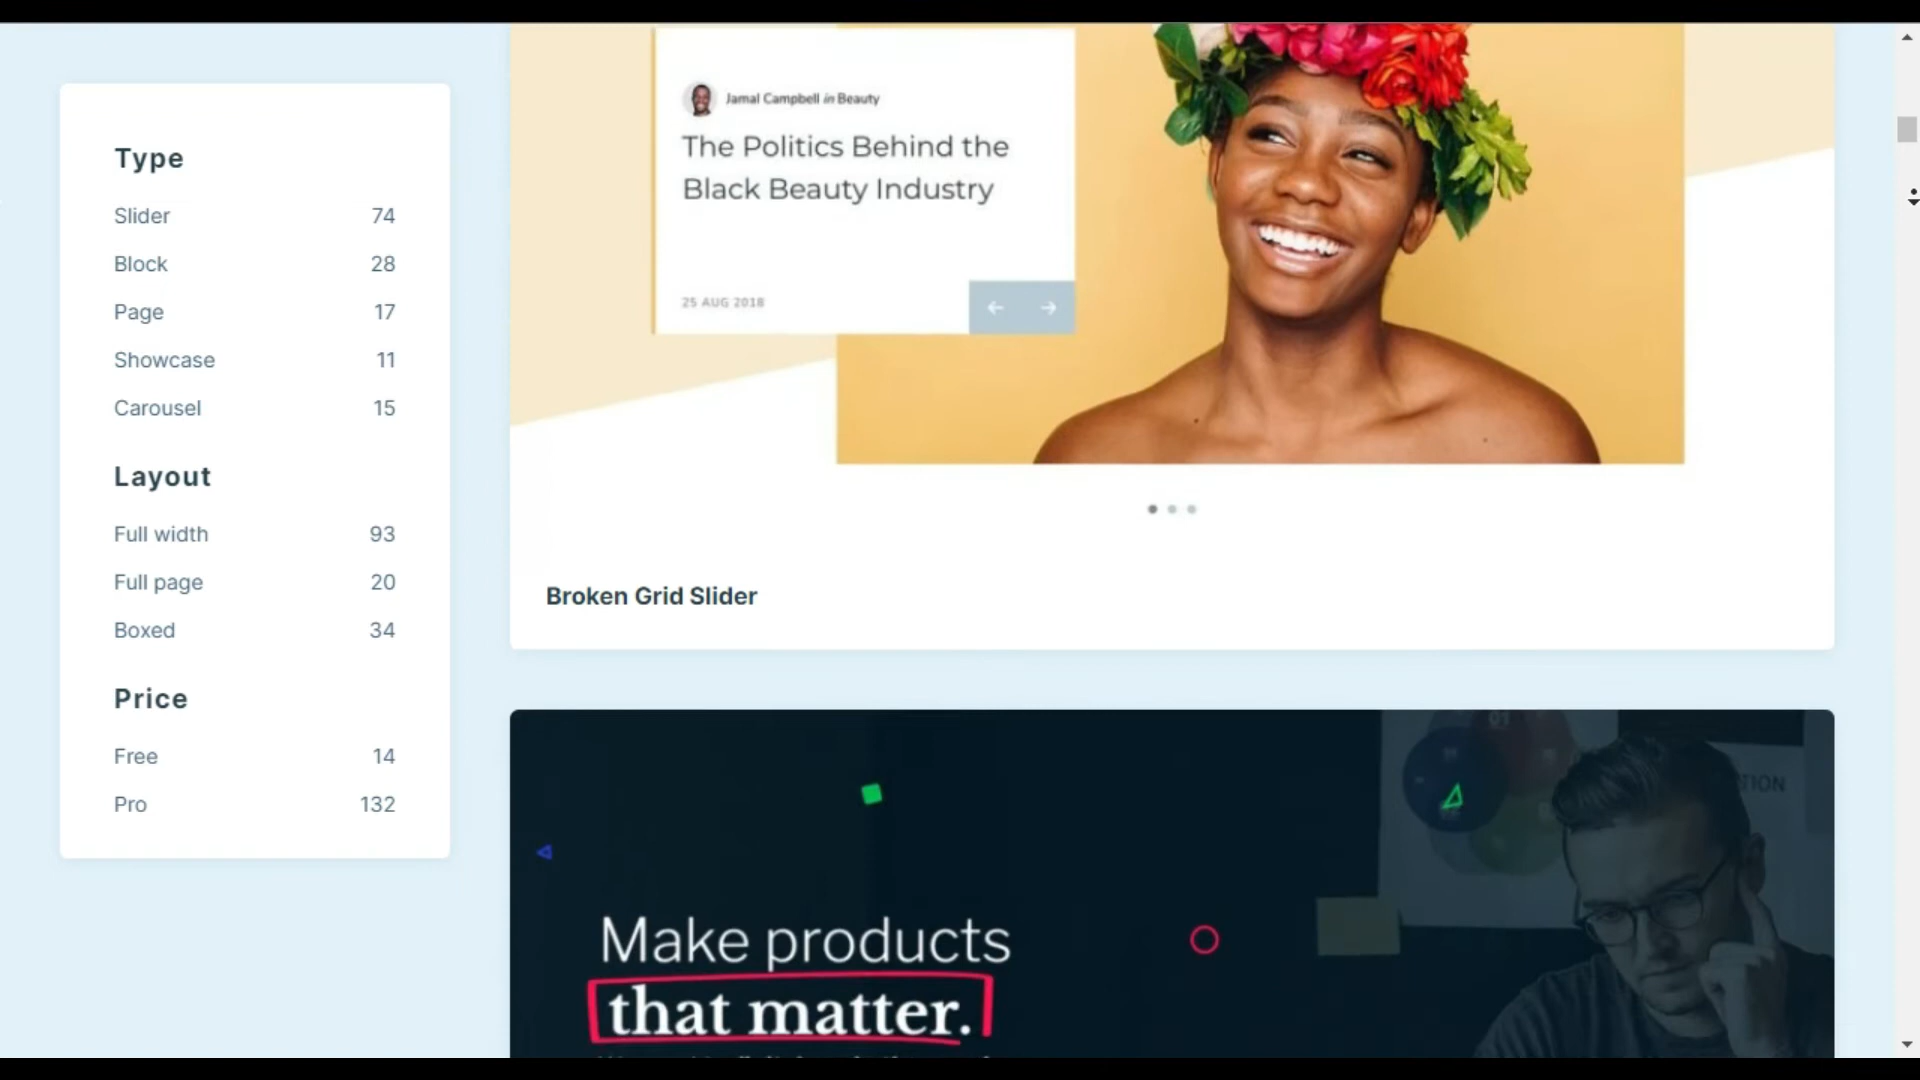 Type
Slider 74
Block 28
Page 17
Showcase 11
Carousel 15
Layout
Full width 93
Full page 20
Boxed 34
Price
Free 14
Pro 132
Jamal Campbell in Beauty
The Politics Behind the
Black Beauty Industry
25 AUG 2018
Broken Grid Slider
01
Make products
that matter.